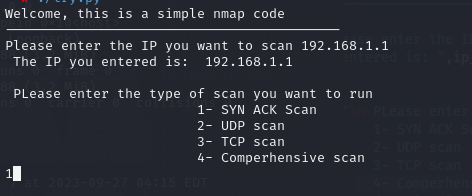 Welcome, this is a simple nmap code
Please enter the IP you want to scan 192.168.1.1
The IP you entered is:  192.168.1.1
PLease enter the type of scan you want to run
1- SYN ACK Scan
2- UDP scan
3- TCP scan
4- Comperhensive scan
1